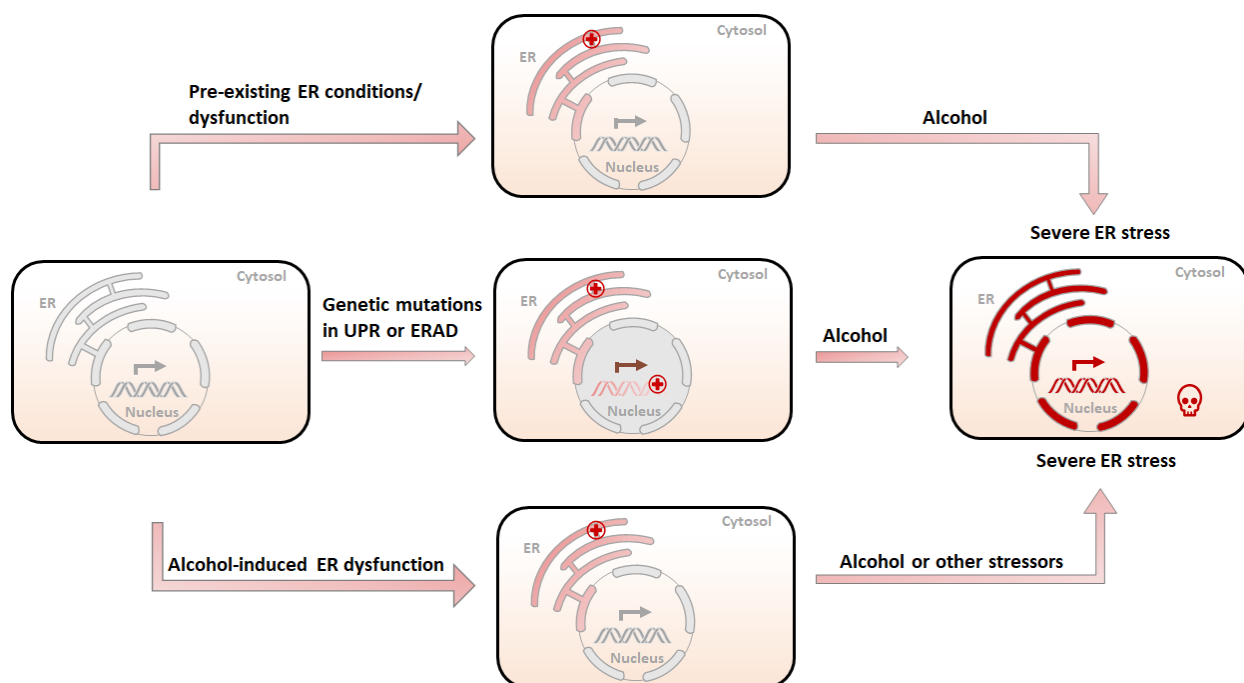 Cytosol
ER
Nucleus
Pre-existing ER conditions/
dysfunction
Alcohol
Severe ER stress
Cytosol
ER
Nucleus
Genetic mutations
in UPR or ERAD
Cytosol
ER
Nucleus
Alcohol
Cytosol
ER
Nucleus
Severe ER stress
Alcohol-induced ER dysfunction
Cytosol
ER
Nucleus
Alcohol or other stressors